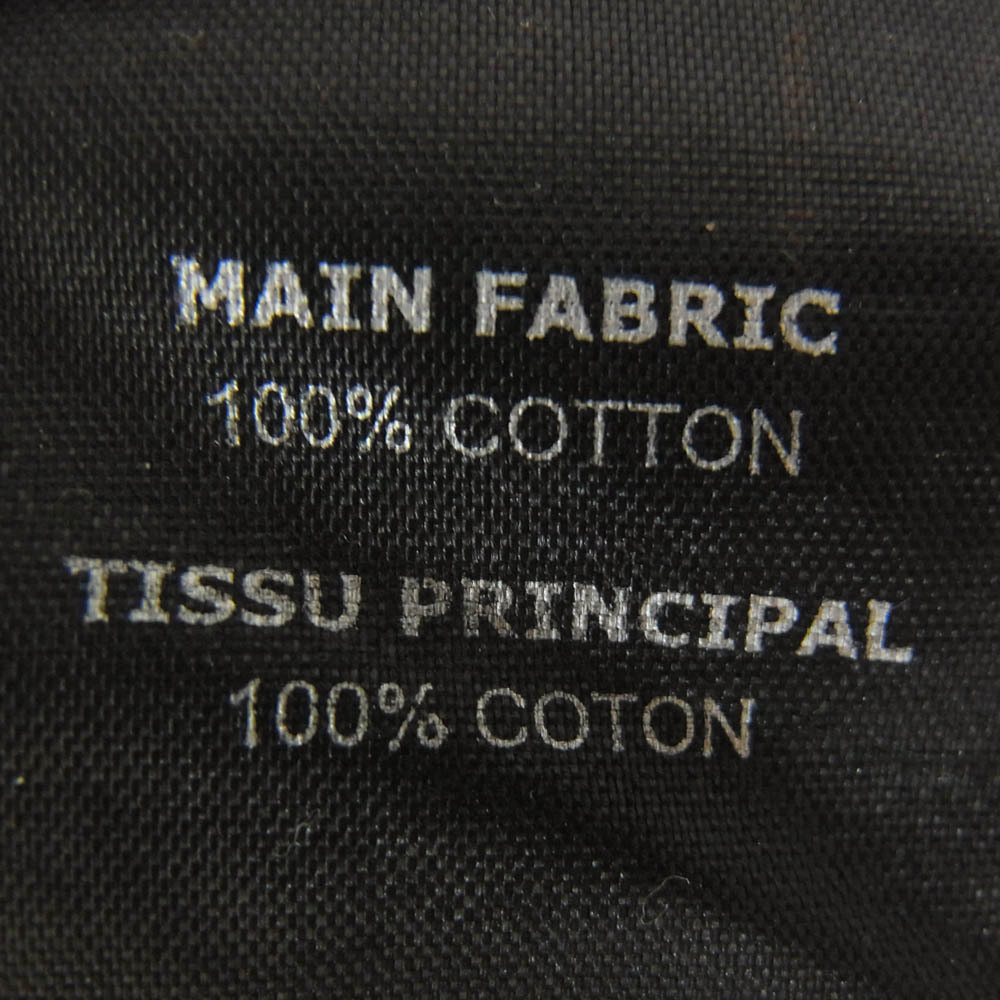 MAIN FABRIC
100% COTTON
TISSU PRINCIPAL
100% COTON